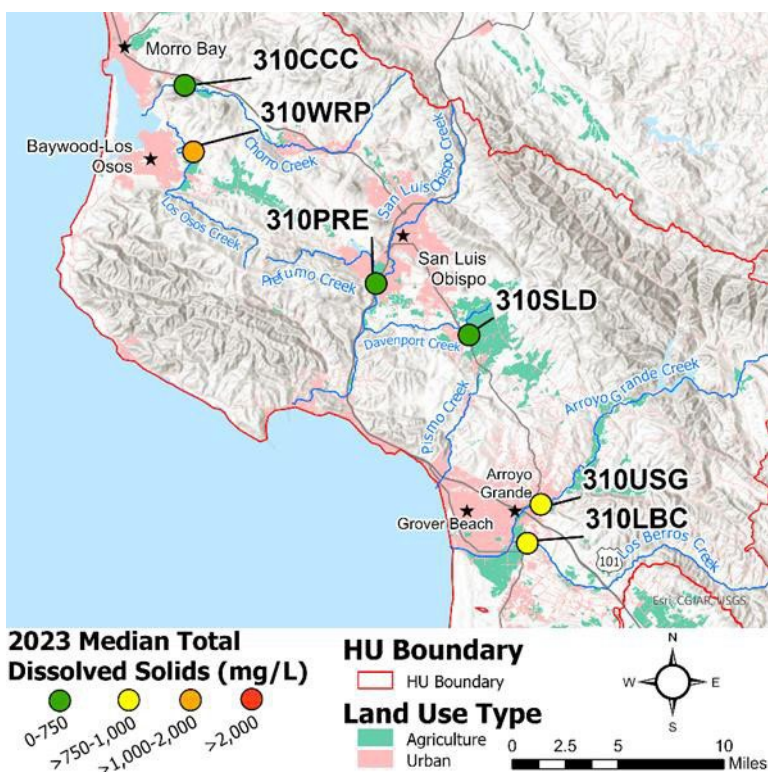 Morro Bay
310CCC
310WRP
Baywood-Los
Osos
Chorro Creek
Los Osos Creek
San Luis Obispo Creek
310PRE
San Luis
Obispo
Prefumo Creek
310SLD
Davenport Creek
Arroyo Grande Creek
Pismo Creek
Arroyo
Grande
310USG
Grover Beach
310LBC
Los Berros Creek
101
Esri, CGIAR, USGS
2023 Median Total
Dissolved Solids (mg/L)
0-750
>750-1,000
>1,000-2,000
>2,000
HU Boundary
HU Boundary
Land Use Type
Agriculture
Urban
N
W
E
S
0 2.5 5 10
Miles